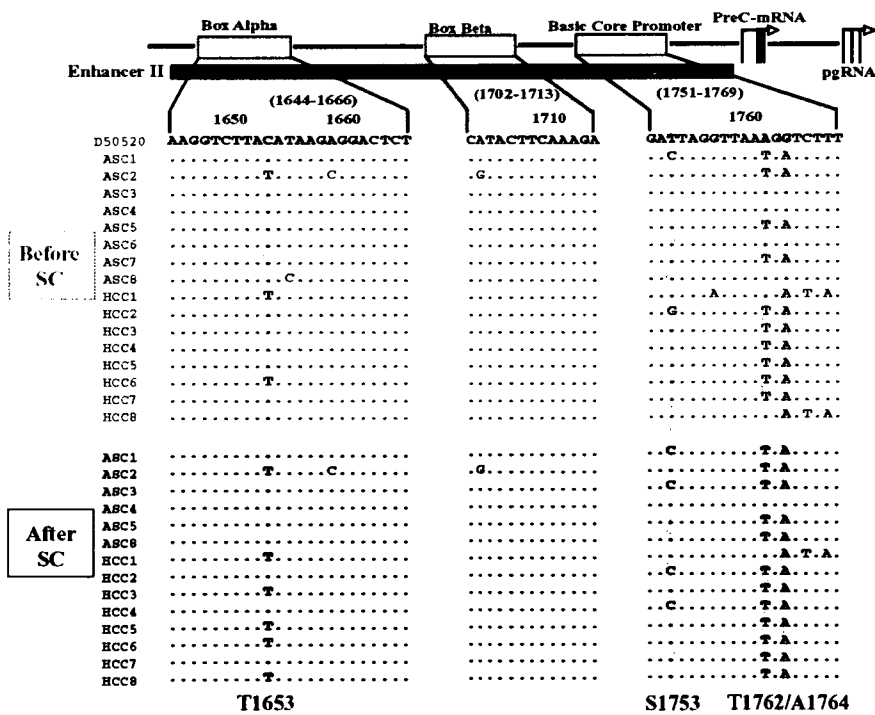 Box Alpha Box Beta Basic Core Promoter PreC-mRNA
Enhancer II pgRNA
(1644-1666) (1702-1713) (1751-1769)
1650 1660 1710 1760
D50520 AAGGTCTTACATAAGAGGACTCT CATACTTCAAAGA GATTAGGTTAAAGGTCTTT
ASC1 ....................... ............. ..C........T.A.....
ASC2 .........T.....C....... .G........... ...........T.A.....
ASC3 ....................... ............. ...................
ASC4 ....................... ............. ...................
ASC5 ....................... ............. ...........T.A.....
ASC6 ....................... ............. ...................
ASC7 ....................... ............. ...........T.A.....
ASC8 ...........C........... ............. ...................
HCC1 .........T............. ............. ......A......A.T.A.
HCC2 ....................... ............. ..G........T.A.....
HCC3 ....................... ............. ...........T.A.....
HCC4 ....................... ............. ...........T.A.....
HCC5 ....................... ............. ...........T.A.....
HCC6 .........T............. ............. ...........T.A.....
HCC7 ....................... ............. ...........T.A.....
HCC8 ....................... ............. .............A.T.A.
Before
SC
ASC1 ....................... ............. ..C........T.A.....
ASC2 .........T.....C....... .G........... ...........T.A.....
ASC3 ....................... ............. ..C........T.A.....
ASC4 ....................... ............. ...................
ASC5 ....................... ............. ...........T.A.....
ASC8 ....................... ............. ...........T.A.....
HCC1 .........T............. ............. .............A.T.A.
HCC2 ....................... ............. ..C........T.A.....
HCC3 .........T............. ............. ...........T.A.....
HCC4 ....................... ............. ..C........T.A.....
HCC5 .........T............. ............. ...........T.A.....
HCC6 .........T............. ............. ...........T.A.....
HCC7 ....................... ............. ...........T.A.....
HCC8 .........T............. ............. ...........T.A.....
After
SC
T1653 S1753 T1762/A1764